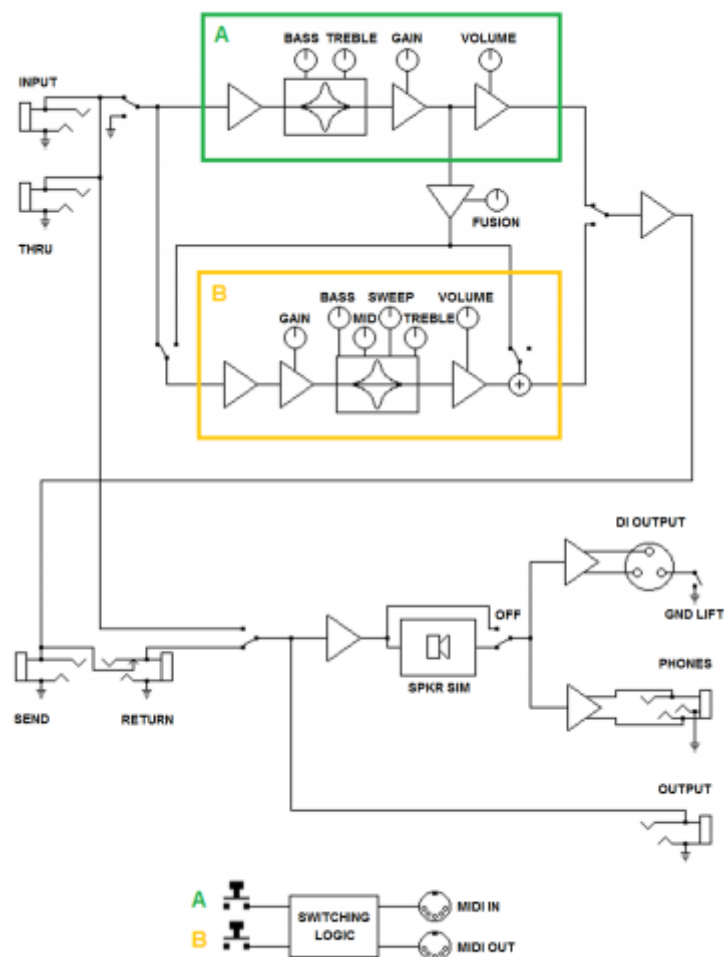 A
BASS TREBLE GAIN VOLUME
INPUT
THRU
FUSION
B
BASS SWEEP VOLUME
GAIN MID TREBLE
DI OUTPUT
OFF
GND LIFT
SPKR SIM
PHONES
SEND RETURN
OUTPUT
A
SWITCHING
LOGIC
MIDI IN
B
MIDI OUT